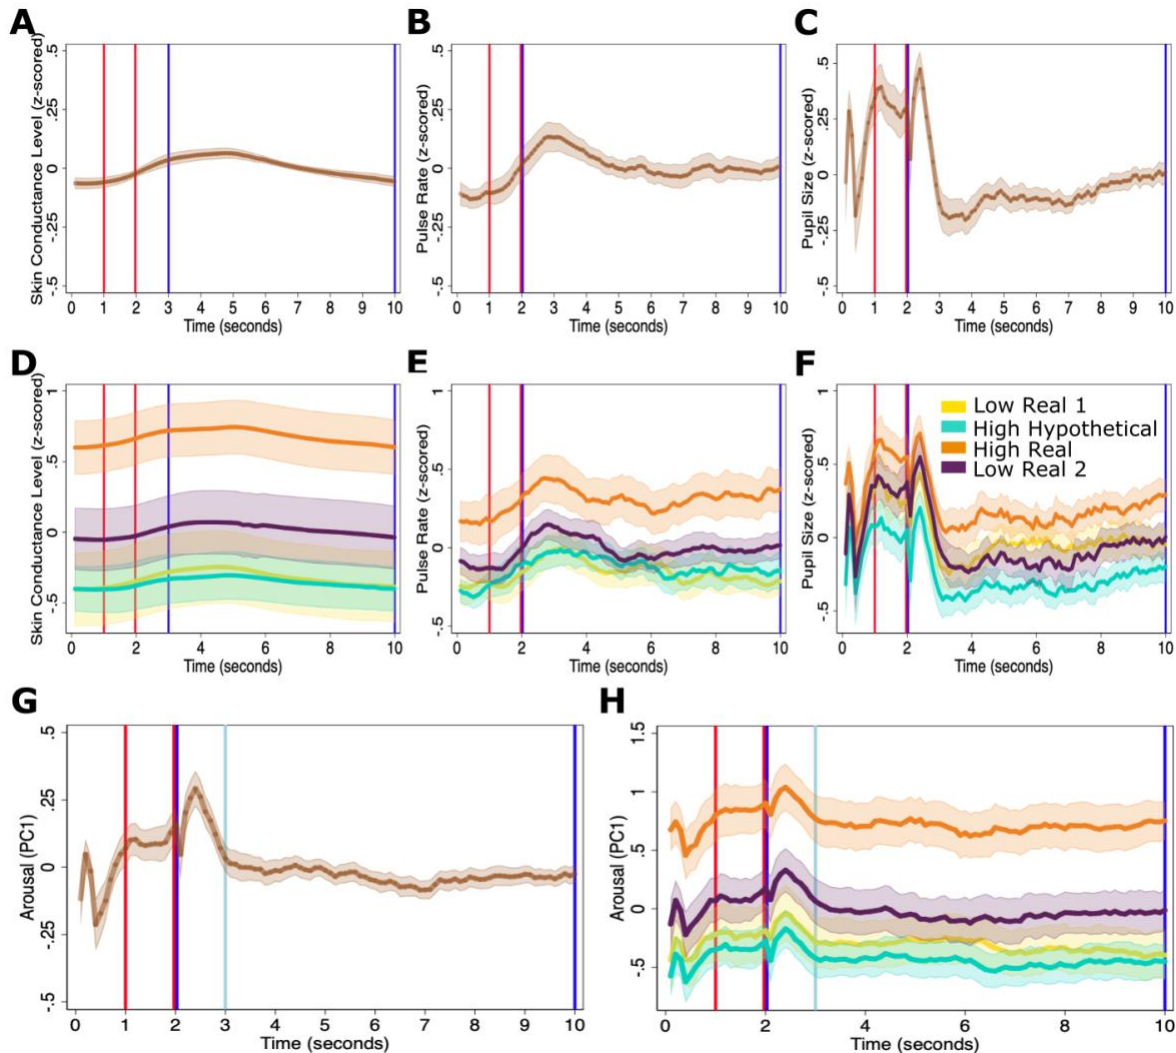 A
Skin Conductance Level (z-scored)
.5
.25
0
-.25
-.5
0 1 2 3 4 5 6 7 8 9 10
Time (seconds)
B
Pulse Rate (z-scored)
.5
.25
0
-.25
-.5
0 1 2 3 4 5 6 7 8 9 10
Time (seconds)
C
Pupil Size (z-scored)
.5
.25
0
-.25
-.5
0 1 2 3 4 5 6 7 8 9 10
Time (seconds)
D
Skin Conductance Level (z-scored)
1
.5
0
-.5
0 2 4 6 8 10
Time (seconds)
E
Pulse Rate (z-scored)
1
.5
0
-.5
0 2 4 6 8 10
Time (seconds)
F
Pupil Size (z-scored)
1
.5
0
-.5
Low Real 1
High Hypothetical
High Real
Low Real 2
0 2 4 6 8 10
Time (seconds)
G
Arousal (PC1)
.5
.25
0
-.25
-.5
0 1 2 3 4 5 6 7 8 9 10
Time (seconds)
H
Arousal (PC1)
1.5
1
.5
0
-.5
0 2 4 6 8 10
Time (seconds)